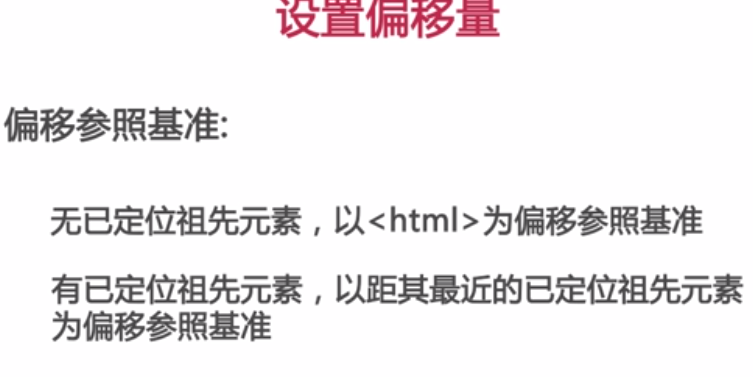 设置偏移量
偏移参照基准:
无已定位祖先元素，以<html>为偏移参照基准
有已定位祖先元素，以距其最近的已定位祖先元素
为偏移参照基准